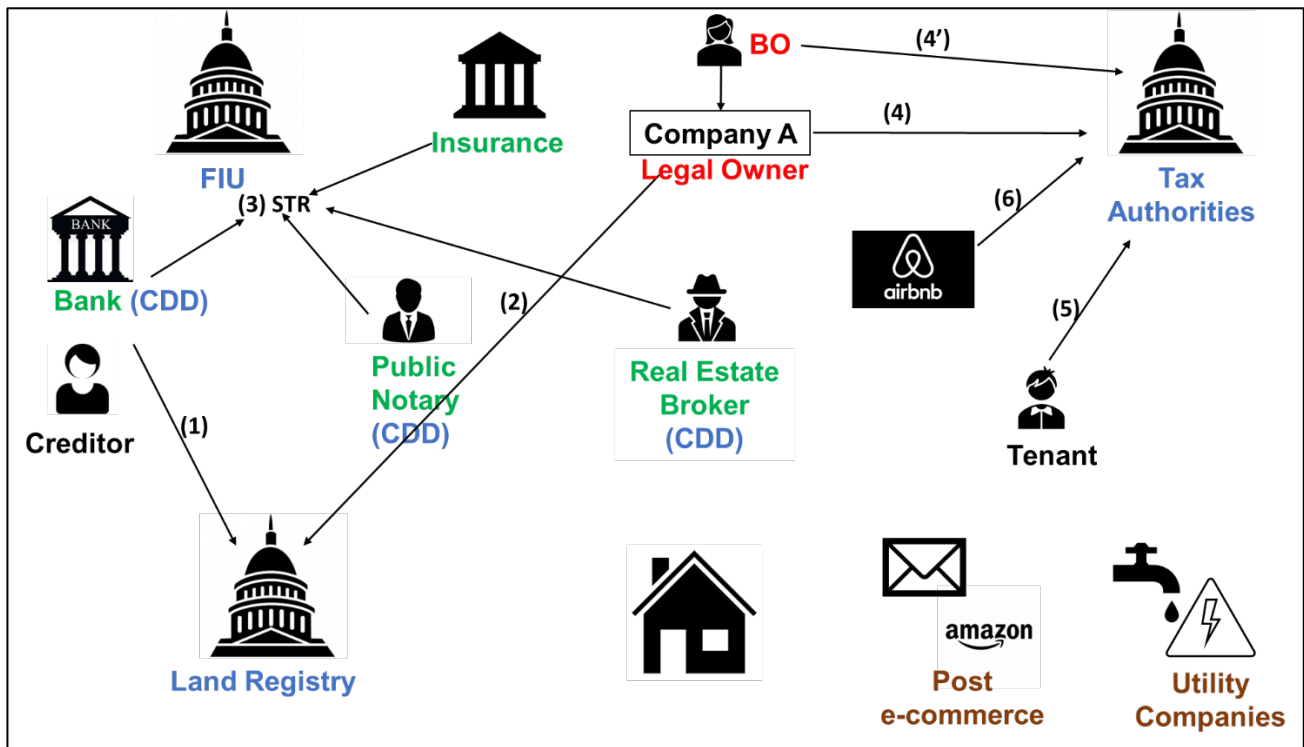 BO
(4')
Insurance
Company A
(4)
Legal Owner
FIU
Tax
Authorities
(3) STR
(6)
BANK
airbnb
Bank (CDD)
(2)
(5)
Public
Notary
(CDD)
Real Estate
Broker
(CDD)
(1)
Creditor
Tenant
amazon
Land Registry
Post
e-commerce
Utility
Companies